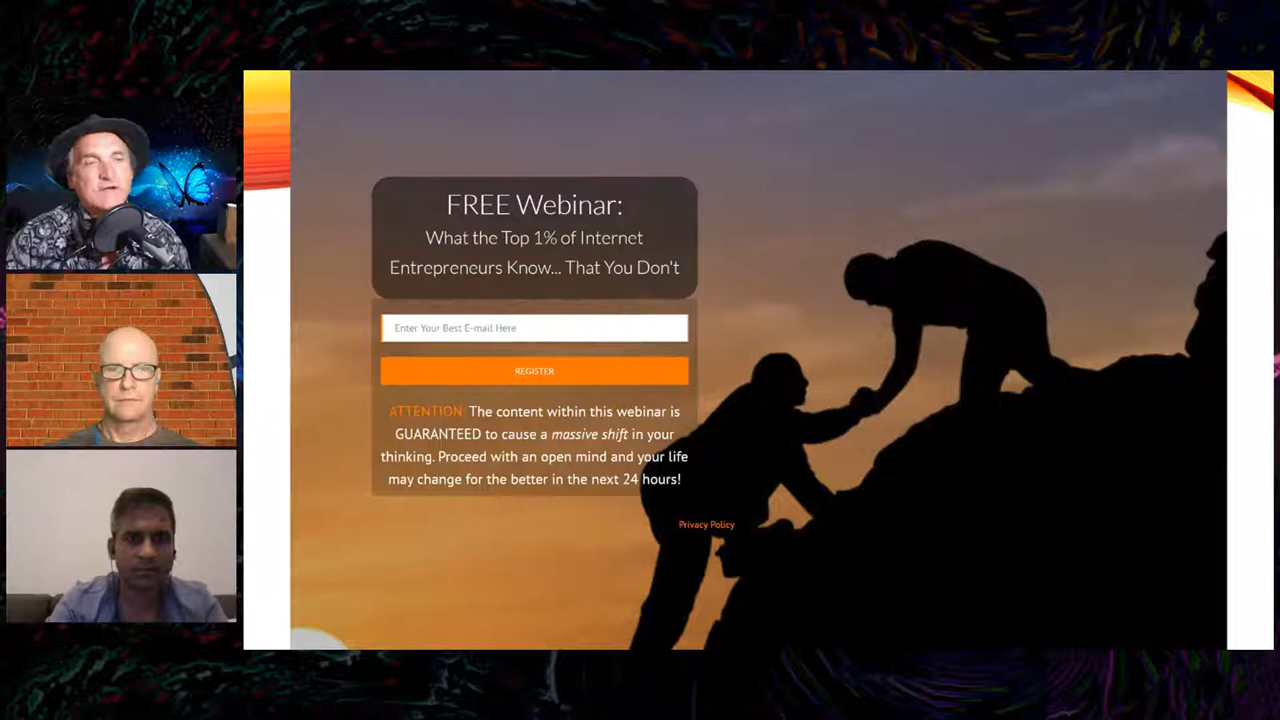 FREE Webinar:
What the Top 1% of Internet
Entrepreneurs Know... That You Don't
Enter Your Best E-mail Here
REGISTER
ATTENTION: The content within this webinar is
GUARANTEED to cause a massive shift in your
thinking. Proceed with an open mind and your life
may change for the better in the next 24 hours!
Privacy Policy